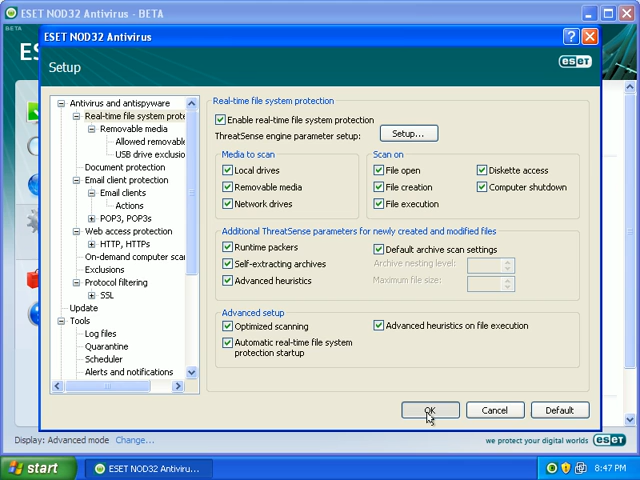 ESET NOD32 Antivirus - BETA
BETA
ESET NOD32 Antivirus
Setup
eset
Antivirus and antispyware
Real-time file system prote
Removable media
Allowed removable
USB drive exclusio
Document protection
Email client protection
Email clients
Actions
POP3, POP3s
Web access protection
HTTP, HTTPs
On-demand computer scar
Exclusions
Protocol filtering
SSL
Update
Tools
Log files
Quarantine
Scheduler
Alerts and notifications
Real-time file system protection
Enable real-time file system protection
ThreatSense engine parameter setup:
Setup...
Media to scan
Local drives
Removable media
Network drives
Scan on
File open
File creation
File execution
Diskette access
Computer shutdown
Additional ThreatSense parameters for newly created and modified files
Runtime packers
Self-extracting archives
Advanced heuristics
Default archive scan settings
Archive nesting level:
Maximum file size:
Advanced setup
Optimized scanning
Automatic real-time file system
protection startup
Advanced heuristics on file execution
OK
Cancel
Default
Display: Advanced mode Change...
we protect your digital worlds eset
start
ESET NOD32 Antiviru...
8:47 PM